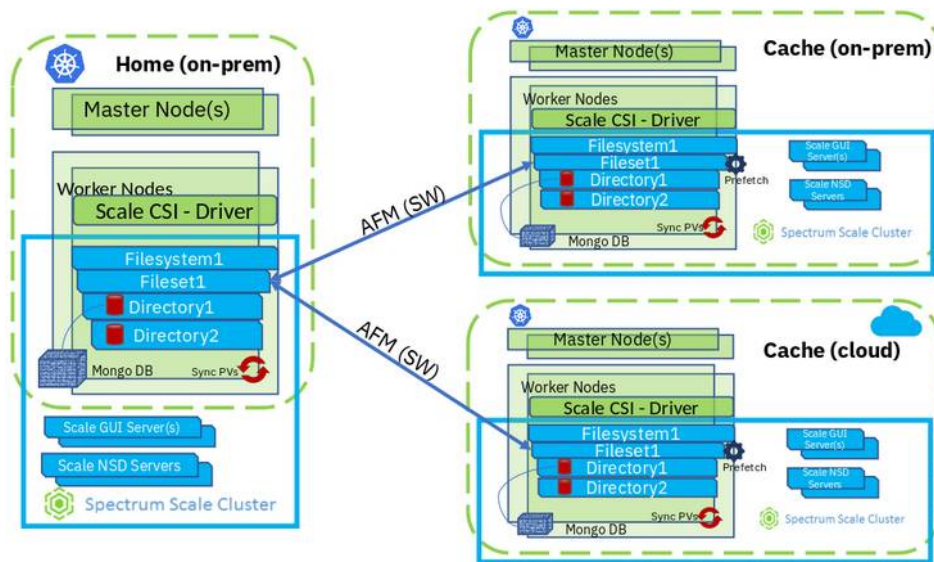 Home (on-prem)
Master Node(s)
Worker Nodes
Scale CSI - Driver
Filesystem1
Fileset1
Directory1
Directory2
Mongo DB
Sync PVs
Scale GUI Server(s)
Scale NSD Servers
Spectrum Scale Cluster
AFM (SW)
AFM (SW)
Cache (on-prem)
Master Node(s)
Worker Nodes
Scale CSI - Driver
Filesystem1
Fileset1
Prefetch
Directory1
Directory2
Sync PVs
Mongo DB
Scale GUI
Server(s)
Scale NSD
Servers
Spectrum Scale Cluster
Cache (cloud)
Master Node(s)
Worker Nodes
Scale CSI - Driver
Filesystem1
Fileset1
Prefetch
Directory1
Directory2
Sync PVs
Mongo DB
Scale GUI
Server(s)
Scale NSD
Servers
Spectrum Scale Cluster